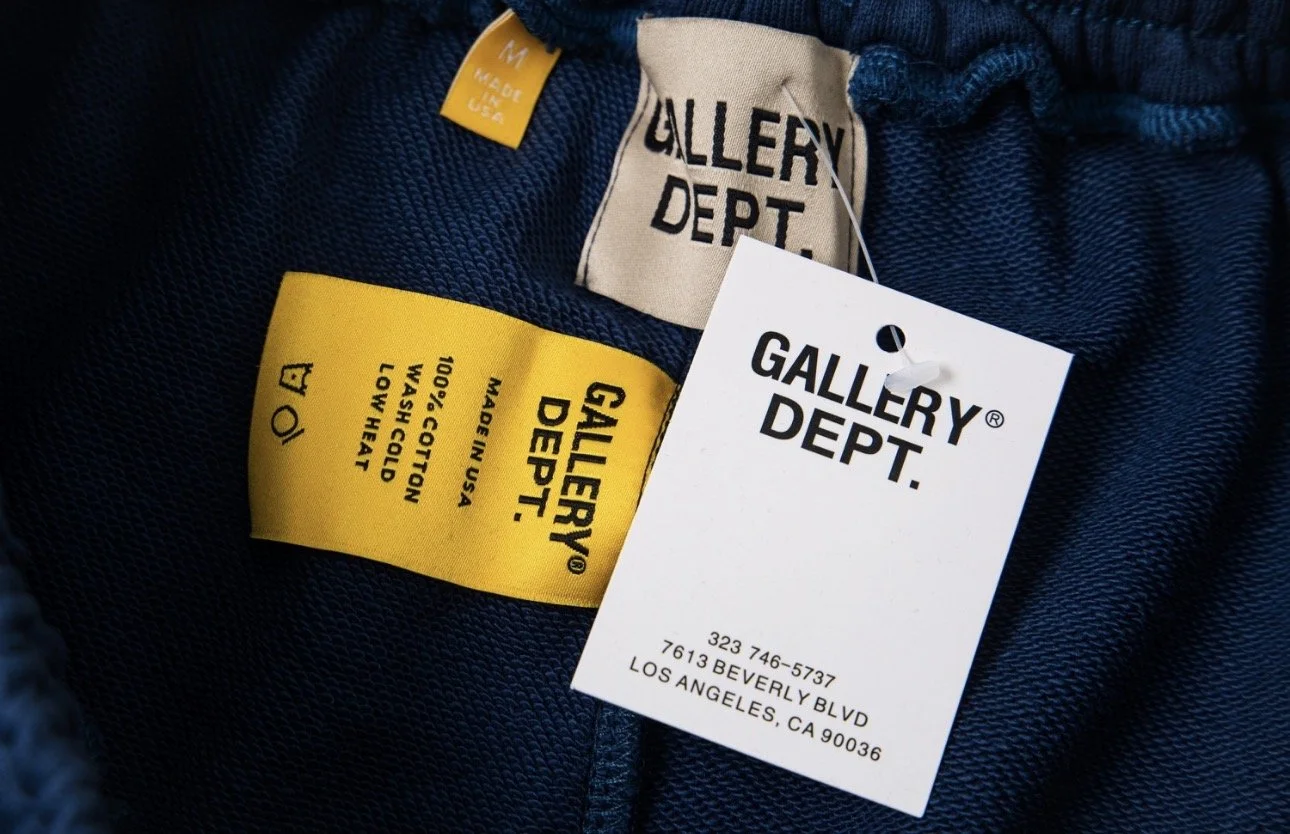 M
MADE
IN
USA
GALLERY
DEPT.
GALLERY®
DEPT.
MADE IN USA
100% COTTON
WASH COLD
LOW HEAT
GALLERY®
DEPT.
323 746-5737
7613 BEVERLY BLVD
LOS ANGELES, CA 90036